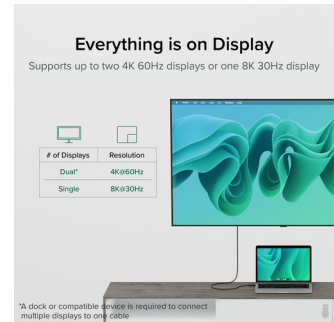 Everything is on Display
Supports up to two 4K 60Hz displays or one 8K 30Hz display
# of Displays Resolution
Dual* 4K@60Hz
Single 8K@30Hz
*A dock or compatible device is required to connect
multiple displays to one cable